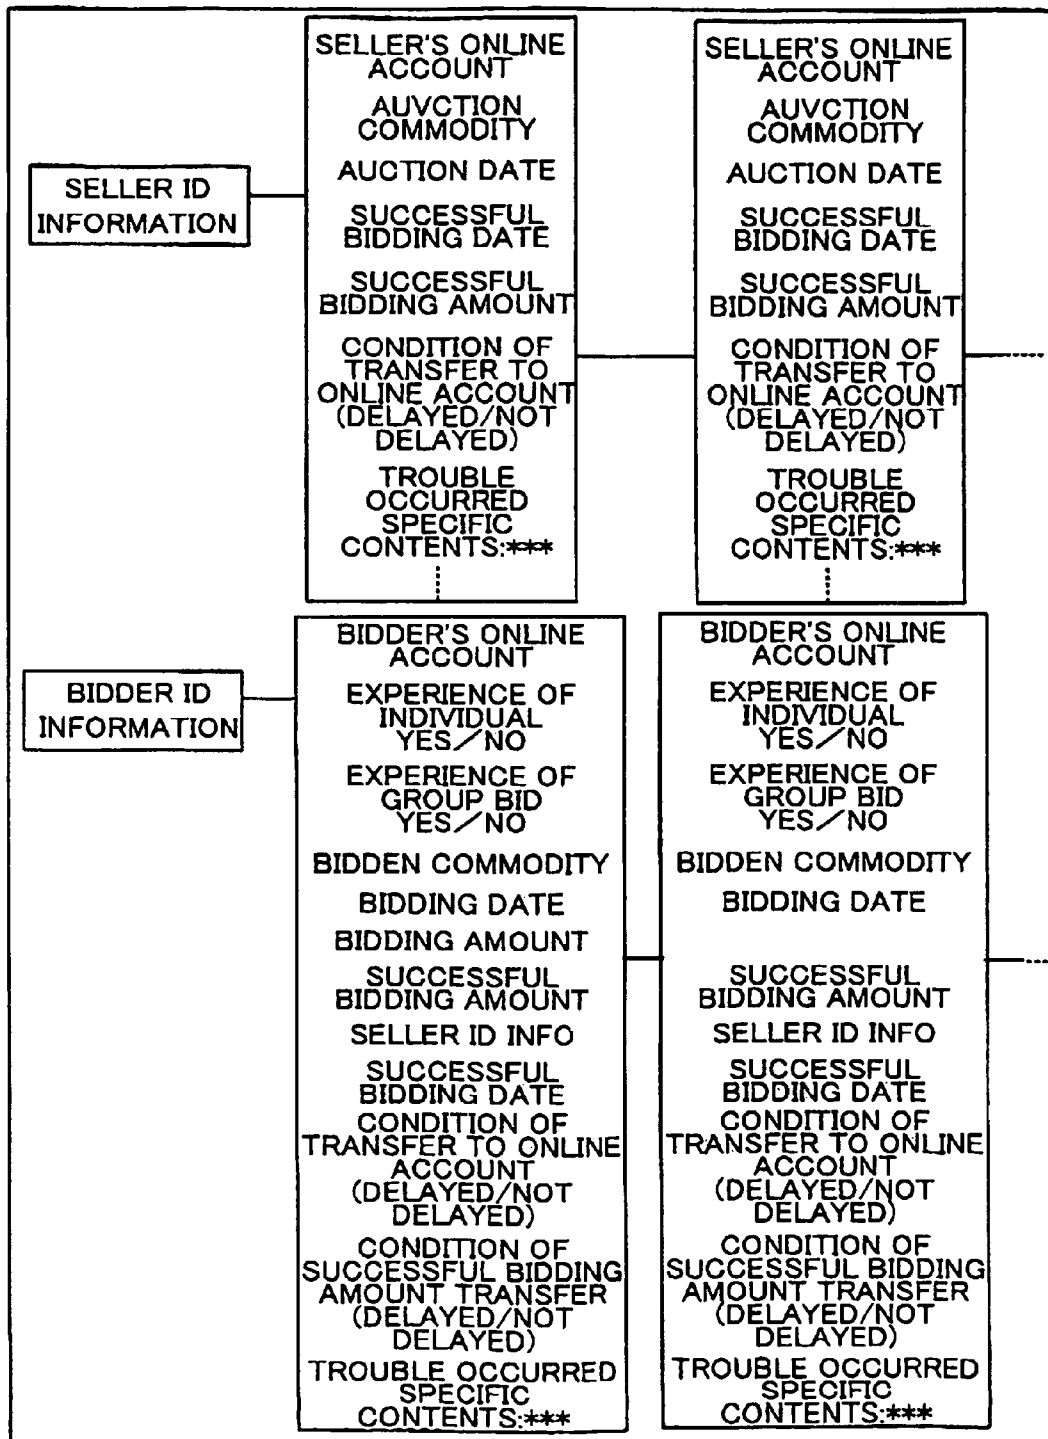 SELLER ID
INFORMATION
SELLER'S ONLINE
ACCOUNT
AUVCTION
COMMODITY
AUCTION DATE
SUCCESSFUL
BIDDING DATE
SUCCESSFUL
BIDDING AMOUNT
CONDITION OF
TRANSFER TO
ONLINE ACCOUNT
(DELAYED/NOT
DELAYED)
TROUBLE
OCCURRED
SPECIFIC
CONTENTS:***
SELLER'S ONLINE
ACCOUNT
AUVCTION
COMMODITY
AUCTION DATE
SUCCESSFUL
BIDDING DATE
SUCCESSFUL
BIDDING AMOUNT
CONDITION OF
TRANSFER TO
ONLINE ACCOUNT
(DELAYED/NOT
DELAYED)
TROUBLE
OCCURRED
SPECIFIC
CONTENTS:***
BIDDER ID
INFORMATION
BIDDER'S ONLINE
ACCOUNT
EXPERIENCE OF
INDIVIDUAL
YES/NO
EXPERIENCE OF
GROUP BID
YES/NO
BIDDEN COMMODITY
BIDDING DATE
BIDDING AMOUNT
SUCCESSFUL
BIDDING AMOUNT
SELLER ID INFO
SUCCESSFUL
BIDDING DATE
CONDITION OF
TRANSFER TO ONLINE
ACCOUNT
(DELAYED/NOT
DELAYED)
CONDITION OF
SUCCESSFUL BIDDING
AMOUNT TRANSFER
(DELAYED/NOT
DELAYED)
TROUBLE OCCURRED
SPECIFIC
CONTENTS:***
BIDDER'S ONLINE
ACCOUNT
EXPERIENCE OF
INDIVIDUAL
YES/NO
EXPERIENCE OF
GROUP BID
YES/NO
BIDDEN COMMODITY
BIDDING DATE
SUCCESSFUL
BIDDING AMOUNT
SELLER ID INFO
SUCCESSFUL
BIDDING DATE
CONDITION OF
TRANSFER TO ONLINE
ACCOUNT
(DELAYED/NOT
DELAYED)
CONDITION OF
SUCCESSFUL BIDDING
AMOUNT TRANSFER
(DELAYED/NOT
DELAYED)
TROUBLE OCCURRED
SPECIFIC
CONTENTS:***